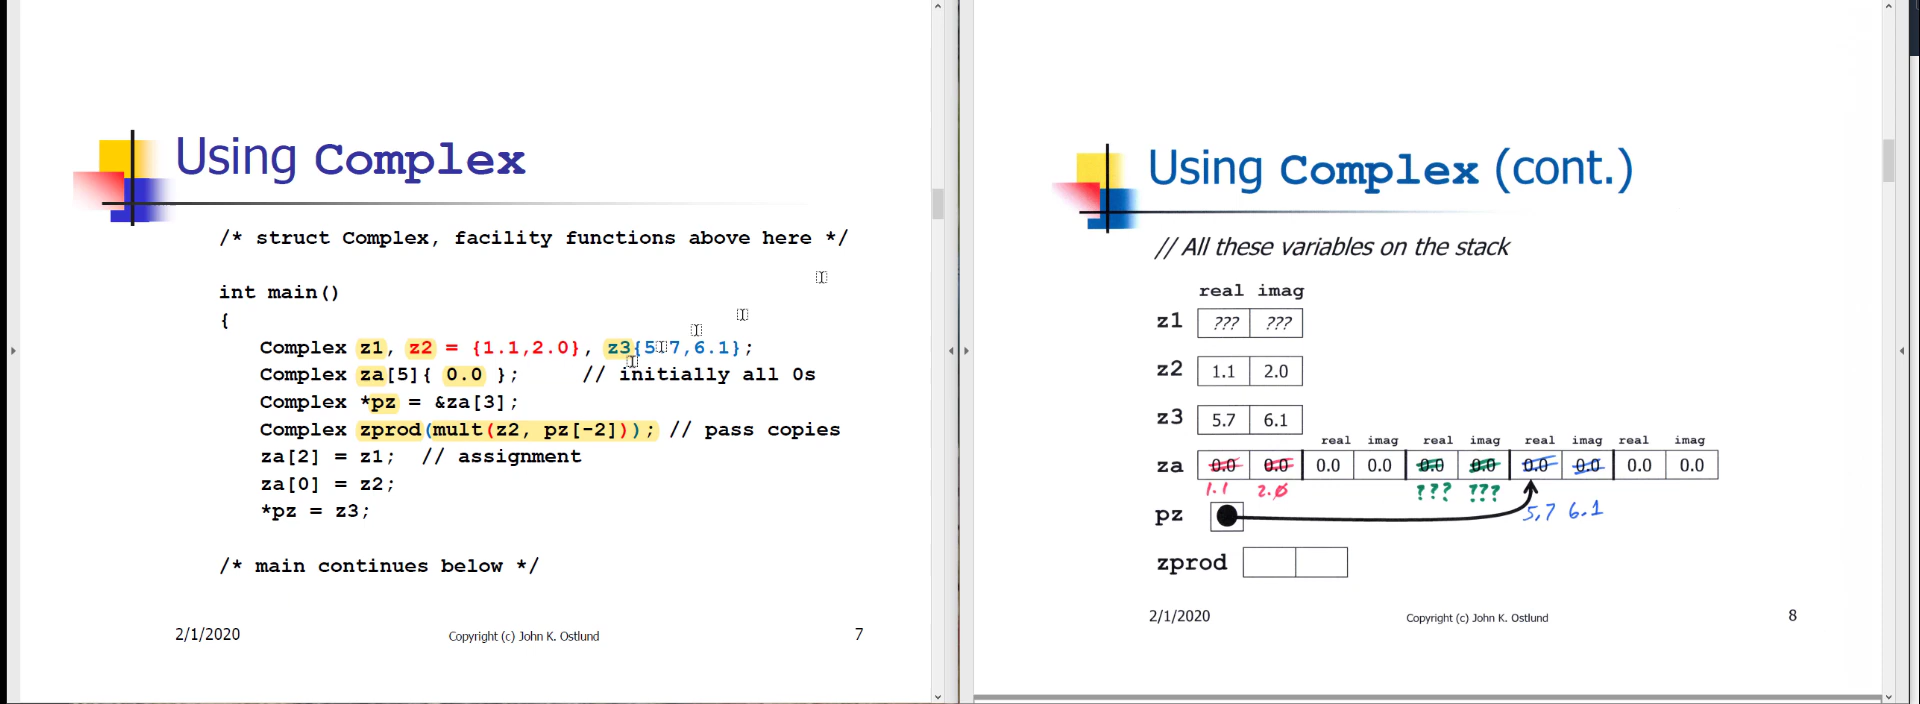 Using Complex
/* struct Complex, facility functions above here */
int main()
{
Complex z1, z2 = {1.1,2.0}, z3{5.7,6.1};
Complex za[5]{ 0.0 }; // initially all 0s
Complex *pz = &za[3];
Complex zprod(mult(z2, pz[-2])); // pass copies
za[2] = z1; // assignment
za[0] = z2;
*pz = z3;
/* main continues below */
2/1/2020 Copyright (c) John K. Ostlund 7
Using Complex (cont.)
// All these variables on the stack
real imag
z1 ??? ???
z2 1.1 2.0
z3 5.7 6.1
real imag real imag real imag real imag
za 0.0 0.0 0.0 0.0 0.0 0.0 0.0 0.0 0.0 0.0
1.1 2.0 ??? ???
pz 5,7 6.1
zprod
2/1/2020 Copyright (c) John K. Ostlund 8